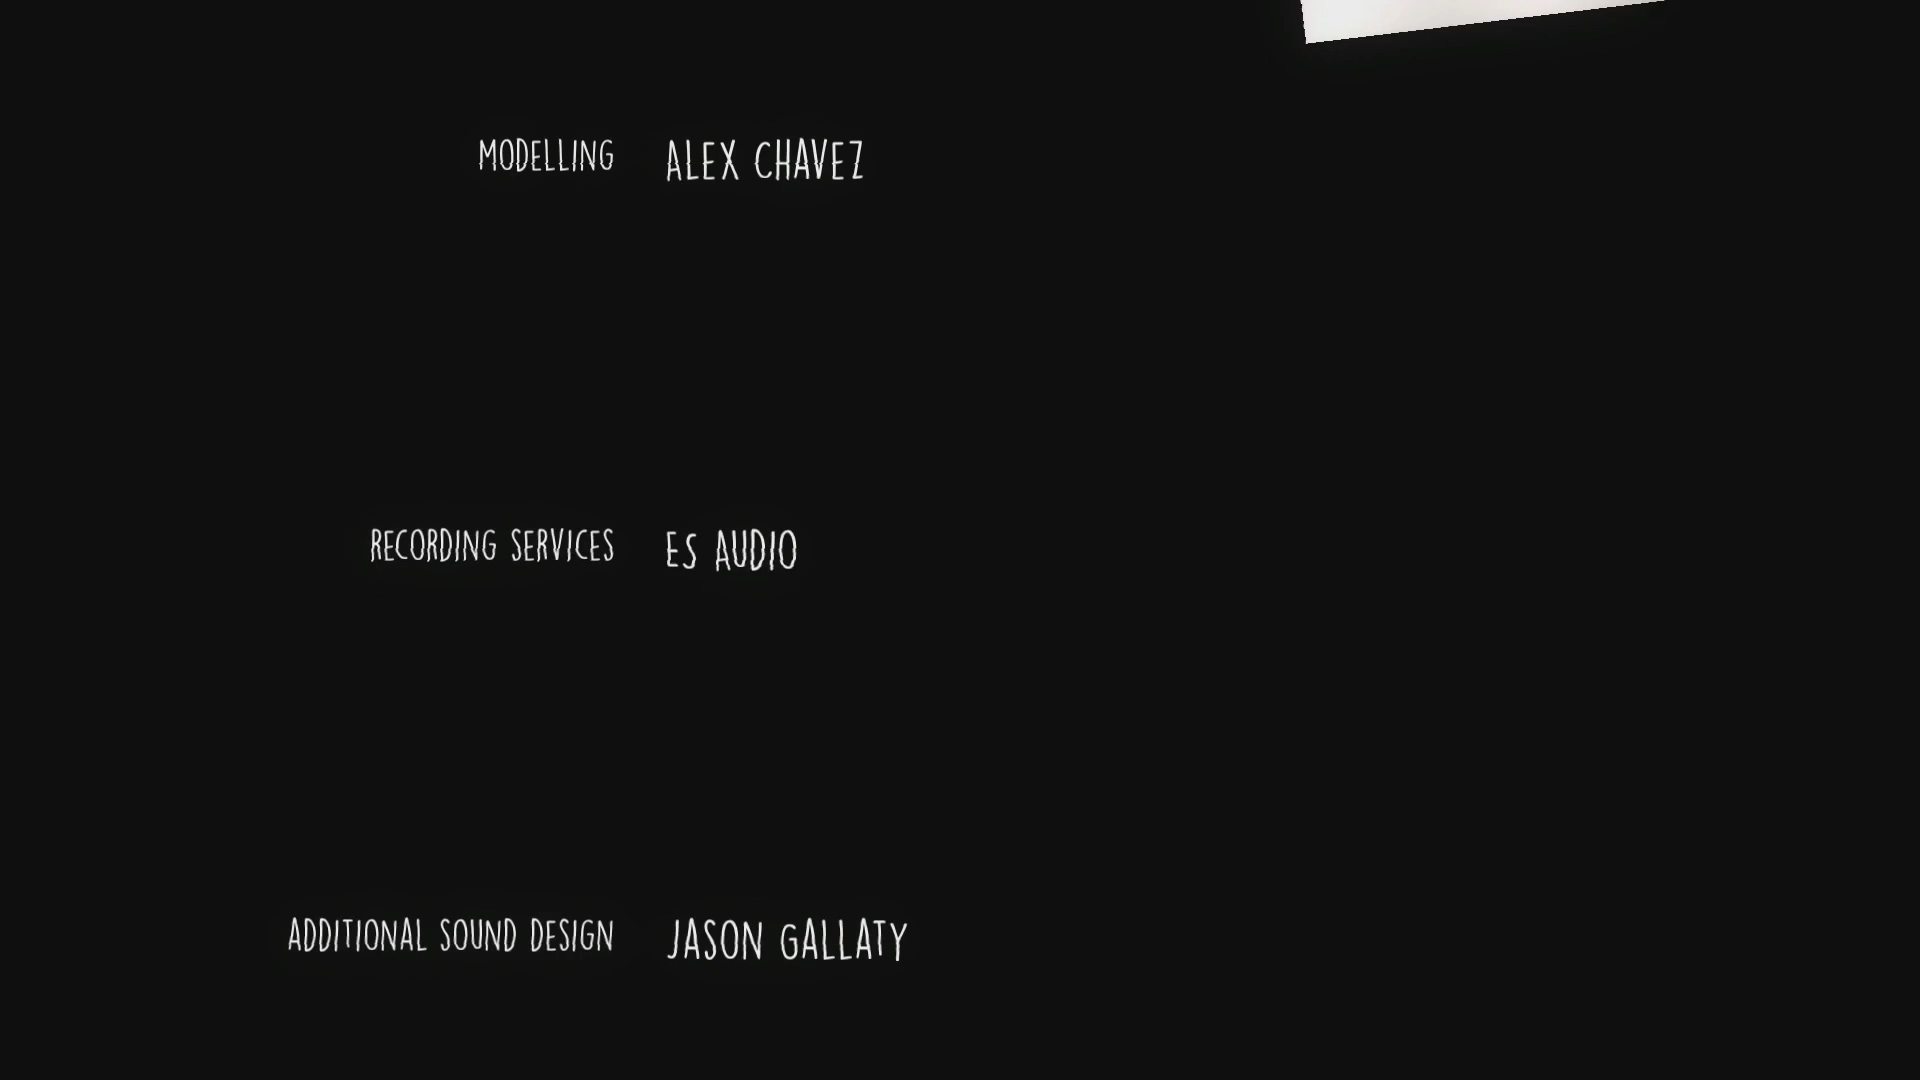 MODELLING ALEX CHAVEZ
RECORDING SERVICES ES AUDIO
ADDITIONAL SOUND DESIGN JASON GALLATY